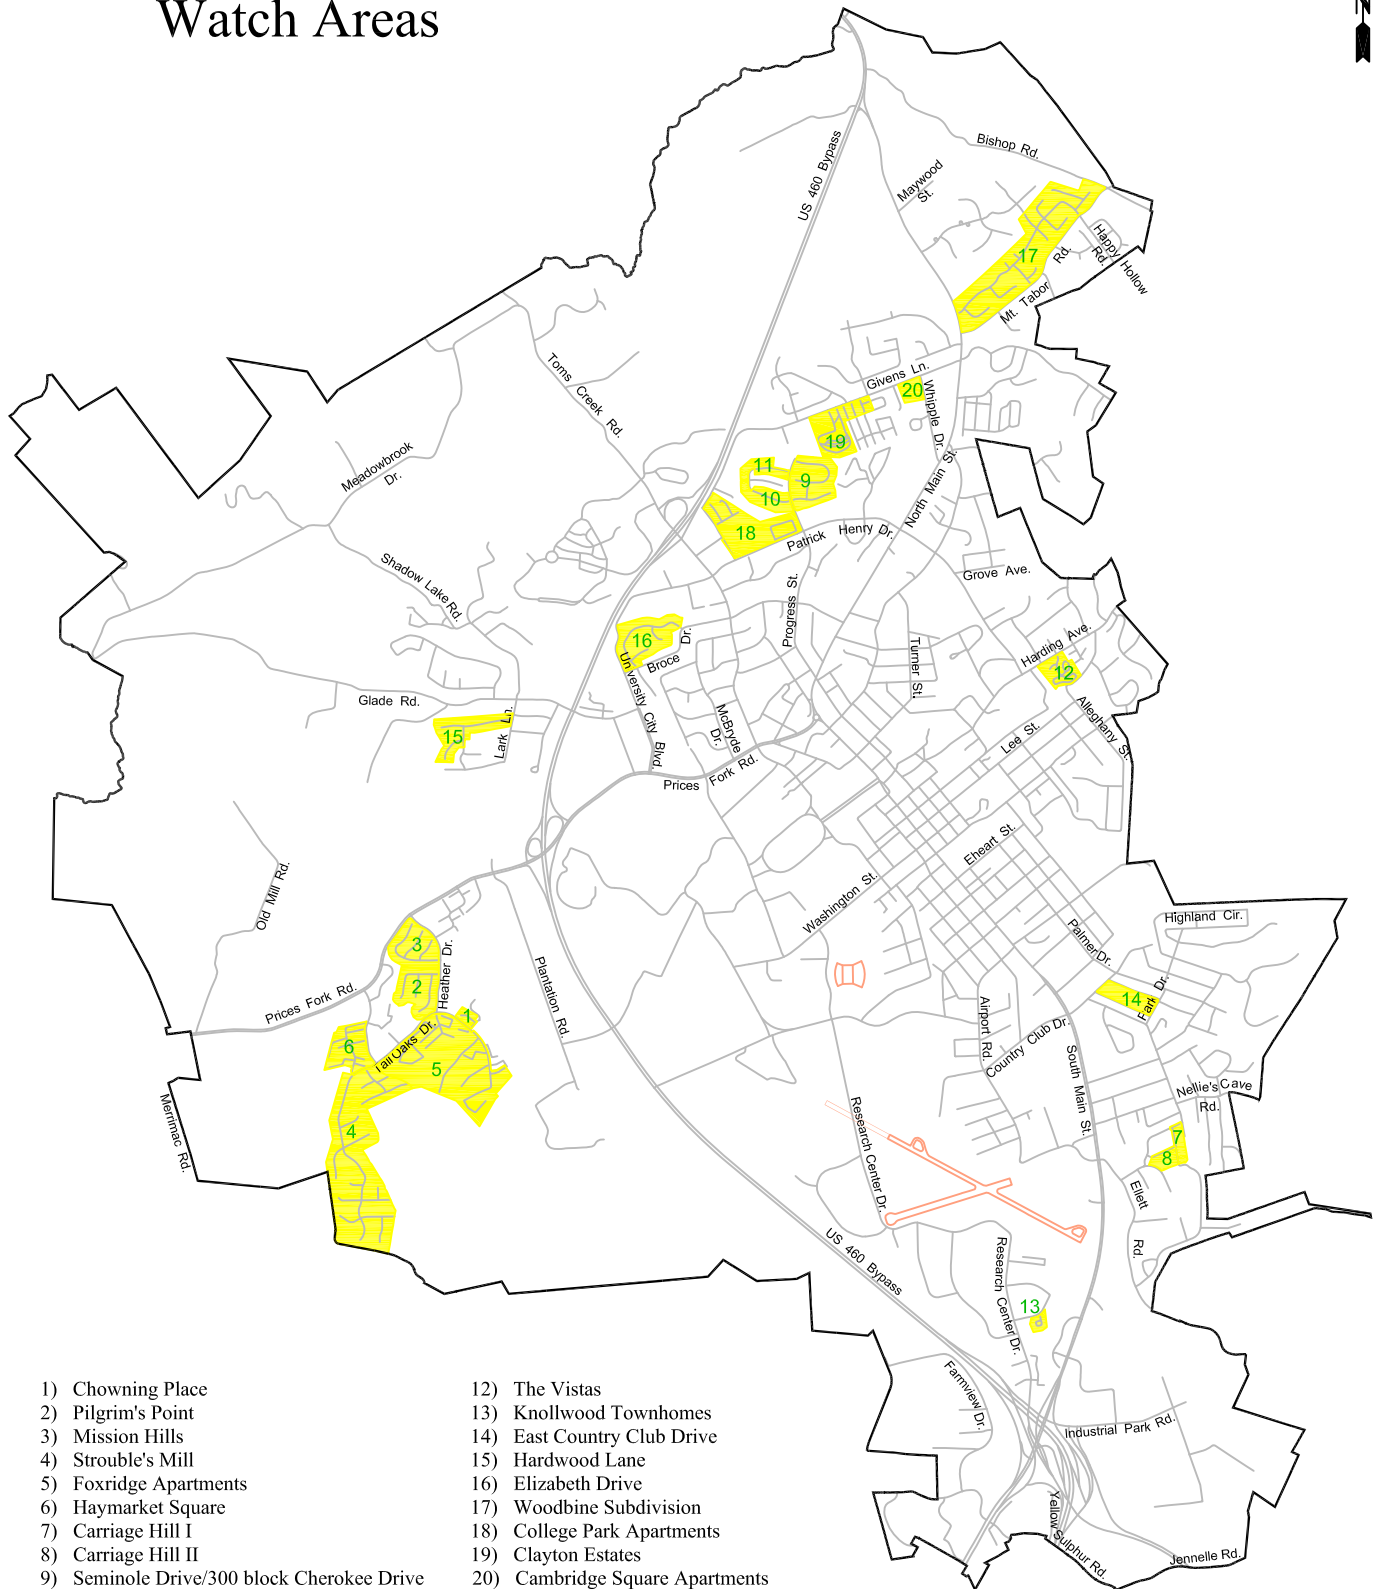 Watch Areas
N
US 460 Bypass
Bishop Rd.
Maywood
St.
Happy Hollow
Rd.
17
Rd.
Mt. Tabor
Toms Creek Rd.
Givens Ln.
20
Whipple Dr.
19
Meadowbrook
Dr.
11
9
10
North Main St.
18
Patrick Henry Dr.
Shadow Lake Rd.
Grove Ave.
Progress St.
16
Broce Dr.
University City Blvd.
Turner St.
Harding Ave.
12
Alleghany St.
Glade Rd.
15
Lark Ln.
McBryde
Dr.
Lee St.
Prices Fork Rd.
Eheart St.
Old Mill Rd.
Washington St.
Highland Cir.
Palmer Dr.
3
Heather Dr.
2
Plantation Rd.
Prices Fork Rd.
14
Park Dr.
Airport Rd.
1
Tall Oaks Dr.
6
5
Country Club Dr.
South Main St.
Nellie's Cave
Rd.
Merrimac Rd.
4
Research Center Dr.
7
8
Ellett Rd.
US 460 Bypass
Research Center Dr.
13
Farmview Dr.
Industrial Park Rd.
Yellow Sulphur Rd.
Jennelle Rd.
1) Chowning Place
2) Pilgrim's Point
3) Mission Hills
4) Strouble's Mill
5) Foxridge Apartments
6) Haymarket Square
7) Carriage Hill I
8) Carriage Hill II
9) Seminole Drive/300 block Cherokee Drive
12) The Vistas
13) Knollwood Townhomes
14) East Country Club Drive
15) Hardwood Lane
16) Elizabeth Drive
17) Woodbine Subdivision
18) College Park Apartments
19) Clayton Estates
20) Cambridge Square Apartments